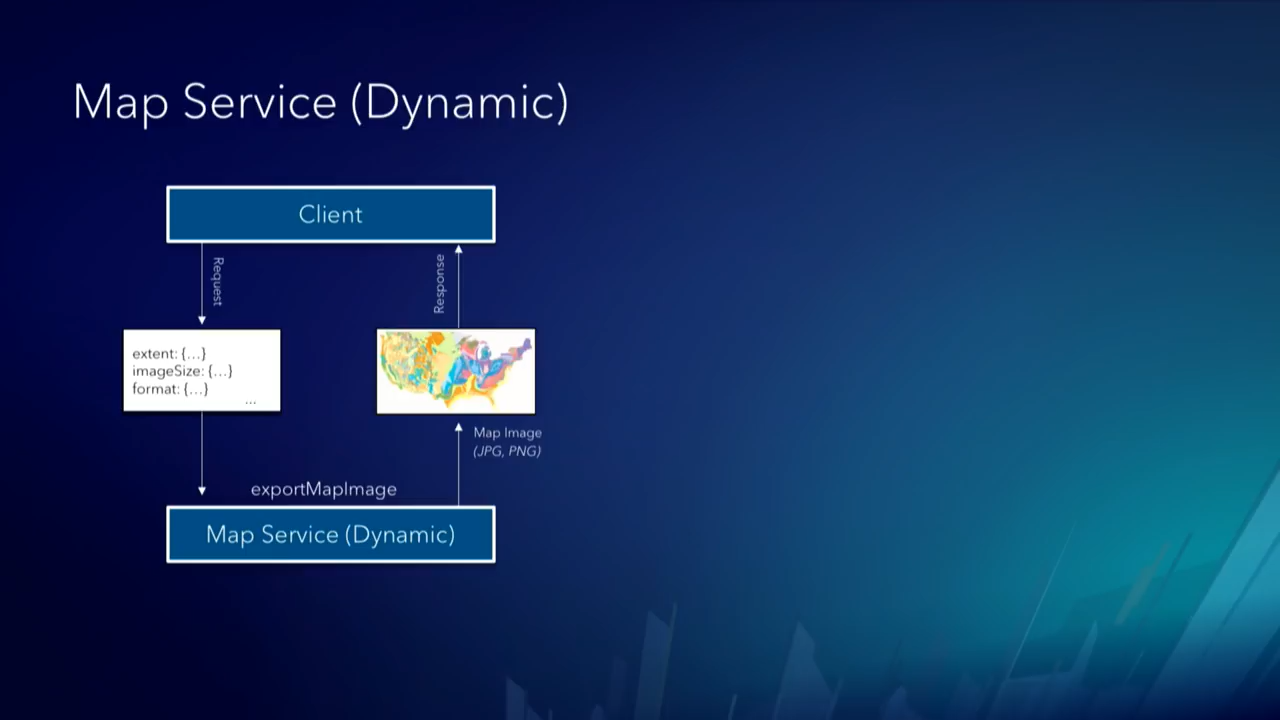 Map Service (Dynamic)
Client
Request
Response
extent: {...}
imageSize: {...}
format: {...}
...
Map Image
(JPG, PNG)
exportMapImage
Map Service (Dynamic)